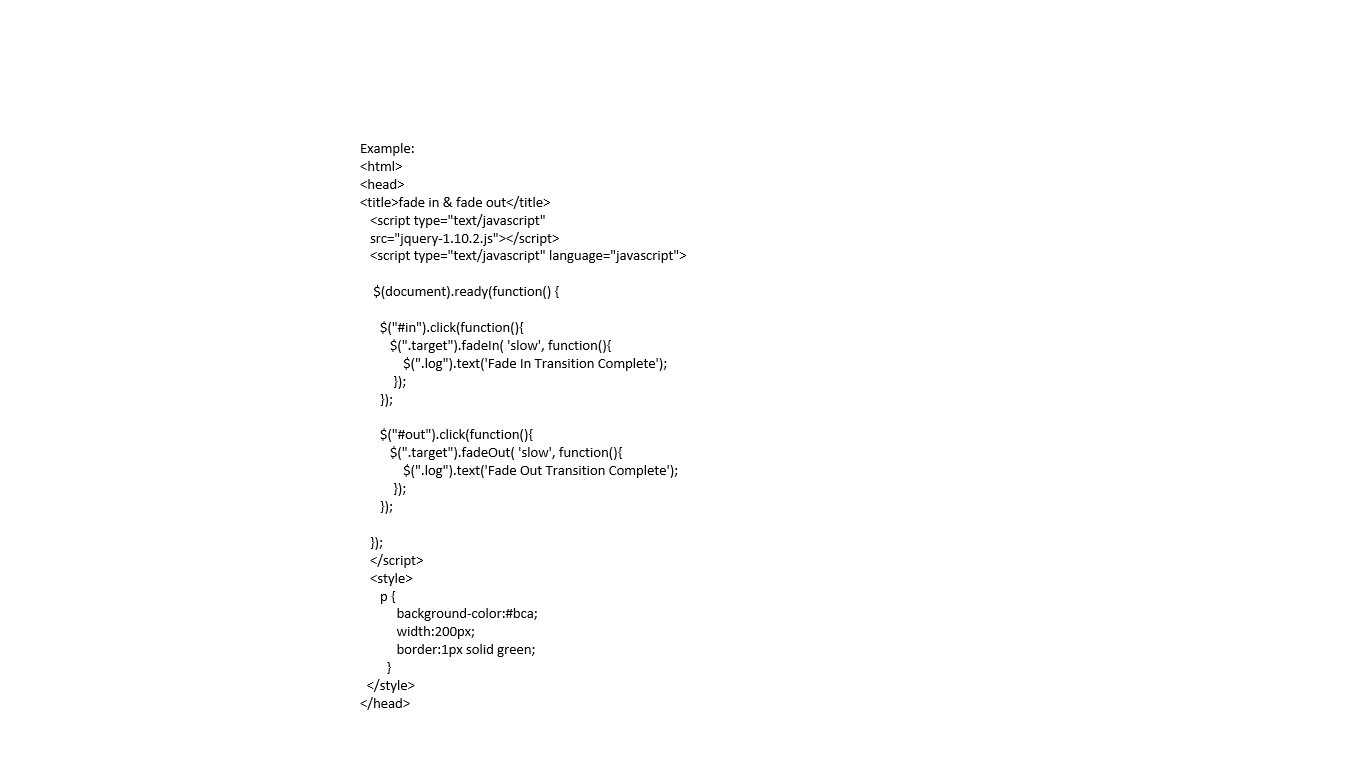 Example:
<html>
<head>
<title>fade in & fade out</title>
<script type="text/javascript"
src="jquery-1.10.2.js"></script>
<script type="text/javascript" language="javascript">
$(document).ready(function() {
$("#in").click(function(){
$(".target").fadeIn( 'slow', function(){
$(".log").text('Fade In Transition Complete');
});
});
$("#out").click(function(){
$(".target").fadeOut( 'slow', function(){
$(".log").text('Fade Out Transition Complete');
});
});
});
</script>
<style>
p {
background-color:#bca;
width:200px;
border:1px solid green;
}
</style>
</head>